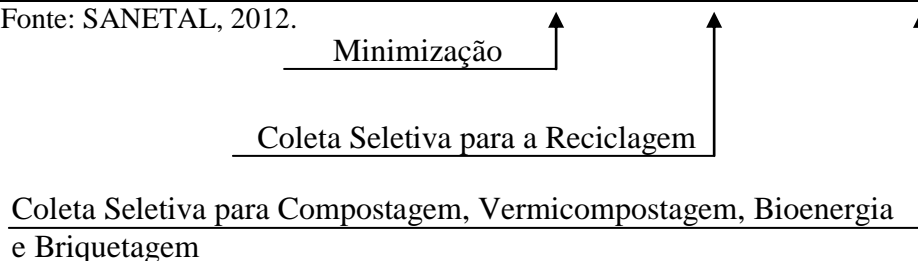 Fonte: SANETAL, 2012.
Minimização
Coleta Seletiva para a Reciclagem
Coleta Seletiva para Compostagem, Vermicompostagem, Bioenergia
e Briquetagem